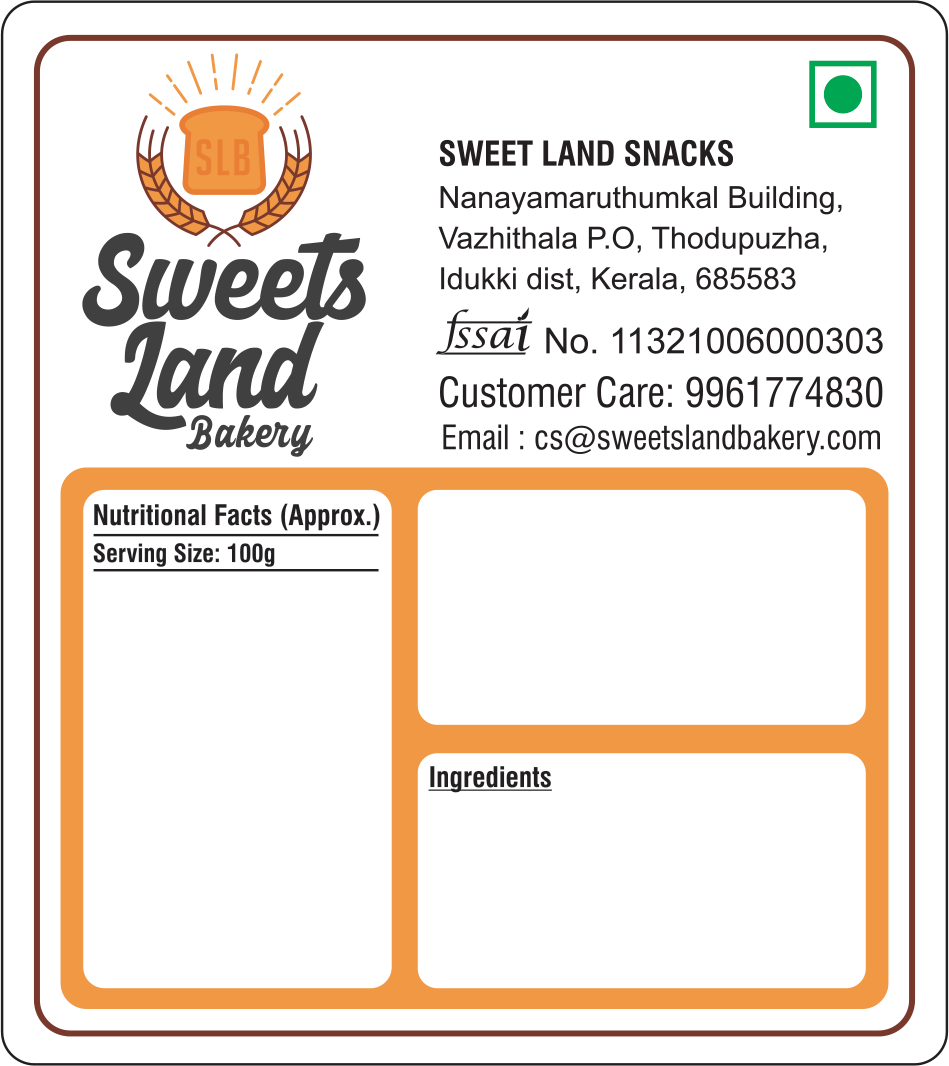 SLB
Sweets
Land
Bakery
SWEET LAND SNACKS
Nanayamaruthumkal Building,
Vazhithala P.O, Thodupuzha,
Idukki dist, Kerala, 685583
fssai No. 11321006000303
Customer Care: 9961774830
Email : cs@sweetslandbakery.com
Nutritional Facts (Approx.)
Serving Size: 100g
Ingredients